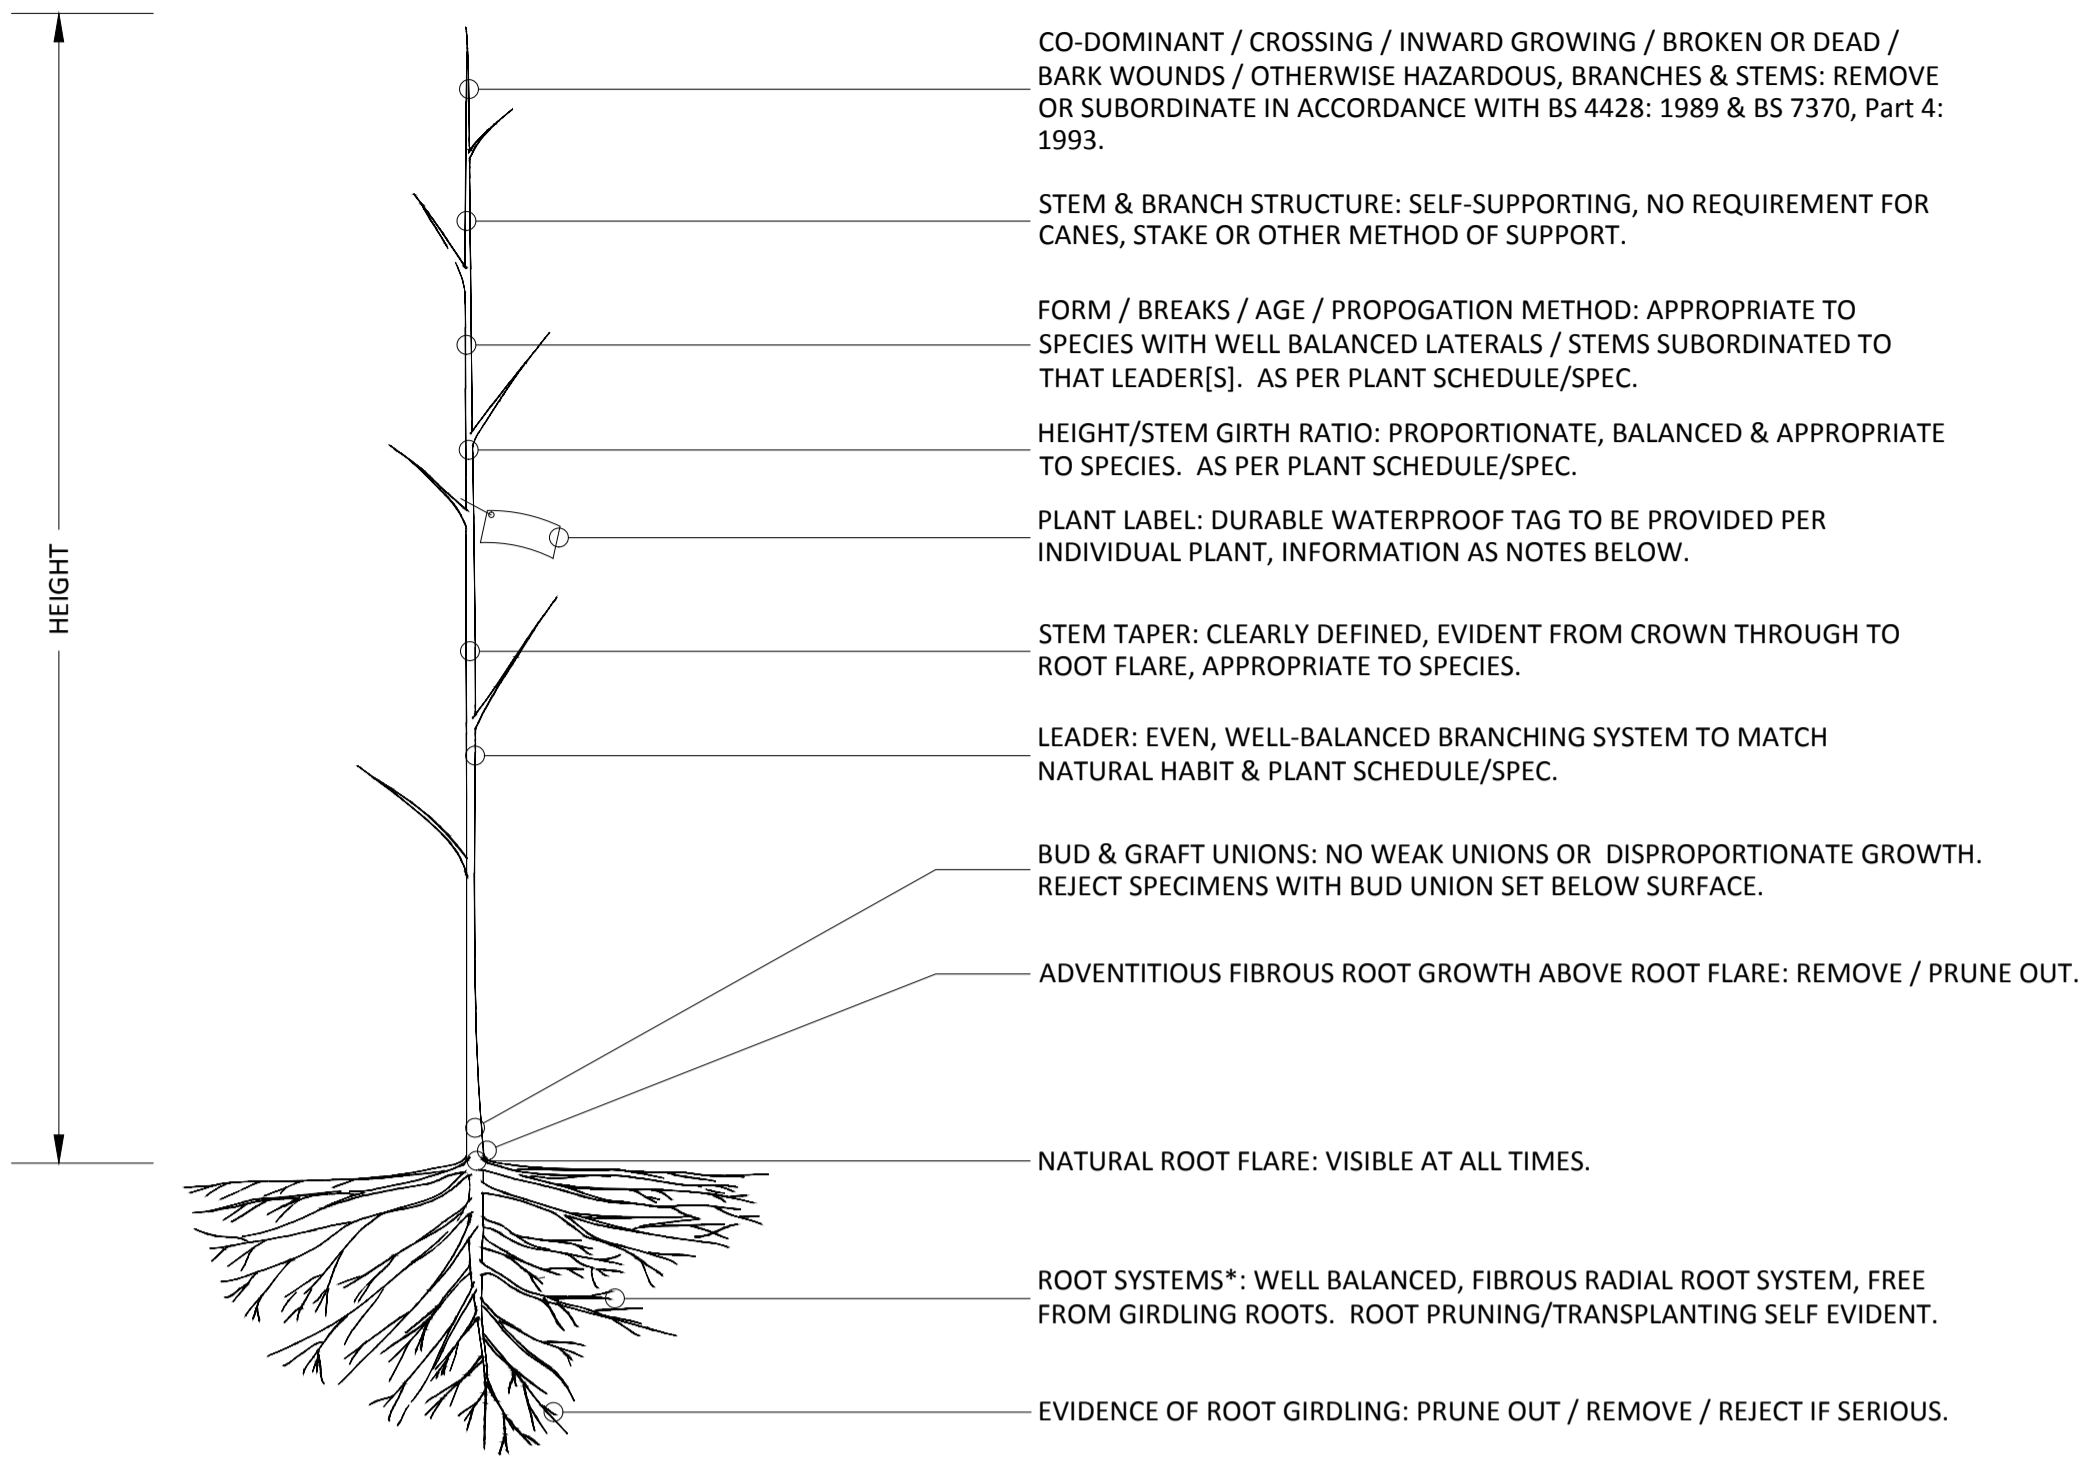 HEIGHT
CO-DOMINANT / CROSSING / INWARD GROWING / BROKEN OR DEAD /
BARK WOUNDS / OTHERWISE HAZARDOUS, BRANCHES & STEMS: REMOVE
OR SUBORDINATE IN ACCORDANCE WITH BS 4428: 1989 & BS 7370, Part 4:
1993.
STEM & BRANCH STRUCTURE: SELF-SUPPORTING, NO REQUIREMENT FOR
CANES, STAKE OR OTHER METHOD OF SUPPORT.
FORM / BREAKS / AGE / PROPOGATION METHOD: APPROPRIATE TO
SPECIES WITH WELL BALANCED LATERALS / STEMS SUBORDINATED TO
THAT LEADER[S].  AS PER PLANT SCHEDULE/SPEC.
HEIGHT/STEM GIRTH RATIO: PROPORTIONATE, BALANCED & APPROPRIATE
TO SPECIES.  AS PER PLANT SCHEDULE/SPEC.
PLANT LABEL: DURABLE WATERPROOF TAG TO BE PROVIDED PER
INDIVIDUAL PLANT, INFORMATION AS NOTES BELOW.
STEM TAPER: CLEARLY DEFINED, EVIDENT FROM CROWN THROUGH TO
ROOT FLARE, APPROPRIATE TO SPECIES.
LEADER: EVEN, WELL-BALANCED BRANCHING SYSTEM TO MATCH
NATURAL HABIT & PLANT SCHEDULE/SPEC.
BUD & GRAFT UNIONS: NO WEAK UNIONS OR  DISPROPORTIONATE GROWTH.
REJECT SPECIMENS WITH BUD UNION SET BELOW SURFACE.
ADVENTITIOUS FIBROUS ROOT GROWTH ABOVE ROOT FLARE: REMOVE / PRUNE OUT.
NATURAL ROOT FLARE: VISIBLE AT ALL TIMES.
ROOT SYSTEMS*: WELL BALANCED, FIBROUS RADIAL ROOT SYSTEM, FREE
FROM GIRDLING ROOTS.  ROOT PRUNING/TRANSPLANTING SELF EVIDENT.
EVIDENCE OF ROOT GIRDLING: PRUNE OUT / REMOVE / REJECT IF SERIOUS.